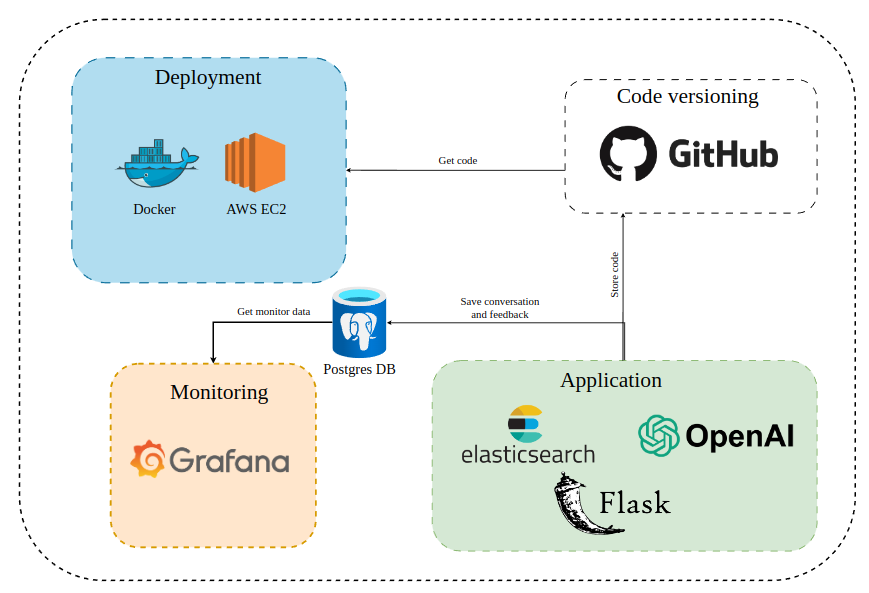 Deployment
Docker
AWS EC2
Code versioning
GitHub
Get code
Store code
Get monitor data
Save conversation
and feedback
Postgres DB
Monitoring
Grafana
Application
elasticsearch
OpenAI
Flask